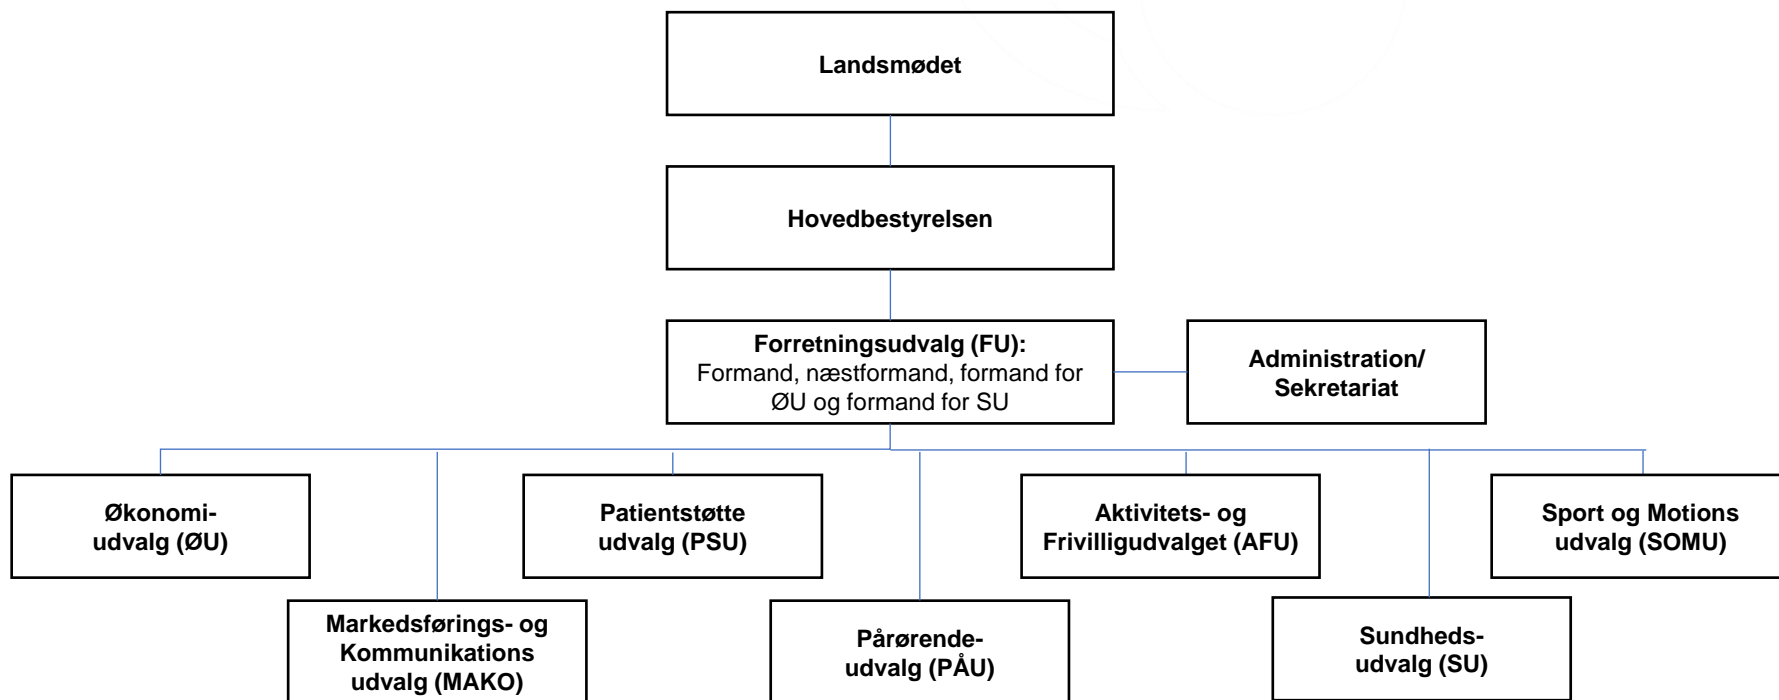 Landsmødet
Hovedbestyrelsen
Forretningsudvalg (FU):
Formand, næstformand, formand for
ØU og formand for SU
Administration/
Sekretariat
Økonomi-
udvalg (ØU)
Patientstøtte
udvalg (PSU)
Aktivitets- og
Frivilligudvalget (AFU)
Sport og Motions
udvalg (SOMU)
Markedsførings- og
Kommunikations
udvalg (MAKO)
Pårørende-
udvalg (PÅU)
Sundheds-
udvalg (SU)